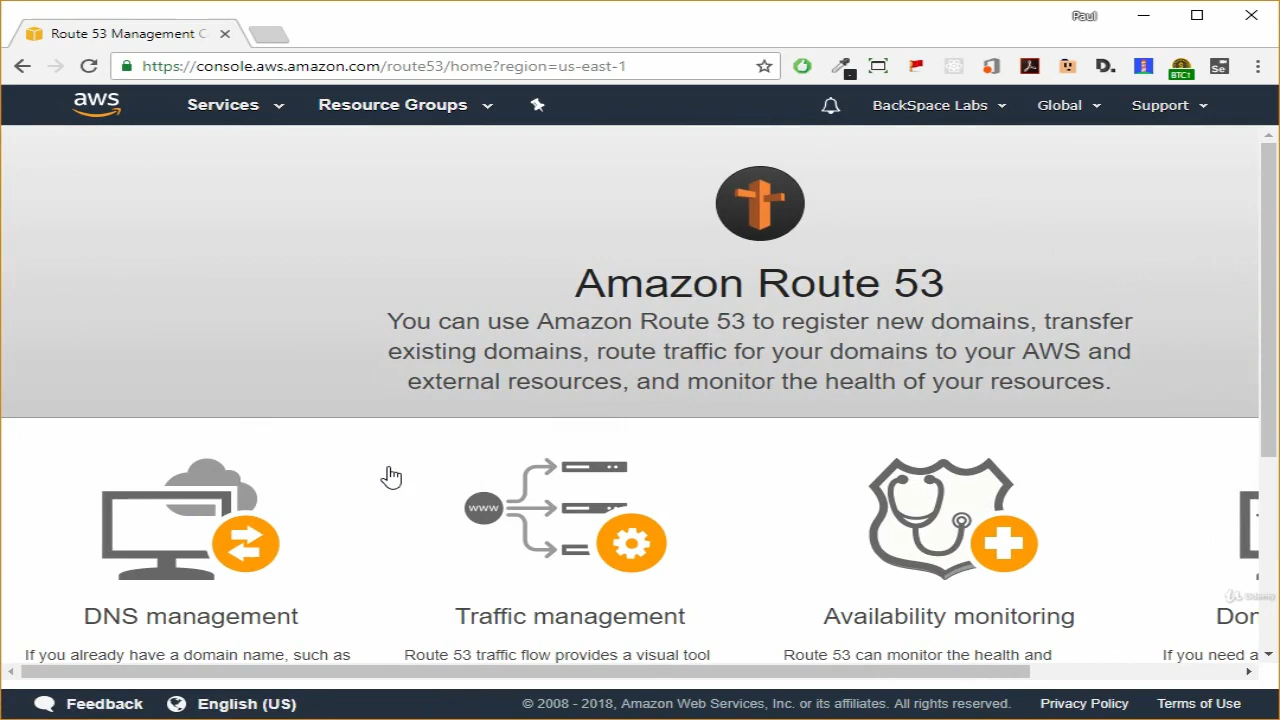 Paul
Route 53 Management C
https://console.aws.amazon.com/route53/home?region=us-east-1
BTC↑
Se
D.
aws
Services
Resource Groups
BackSpace Labs
Global
Support
Amazon Route 53
You can use Amazon Route 53 to register new domains, transfer
existing domains, route traffic for your domains to your AWS and
external resources, and monitor the health of your resources.
www
DNS management
Traffic management
Availability monitoring
Dor
If you already have a domain name, such as
Route 53 traffic flow provides a visual tool
Route 53 can monitor the health and
If you need a
Udemy
Feedback
English (US)
© 2008 - 2018, Amazon Web Services, Inc. or its affiliates. All rights reserved.
Privacy Policy
Terms of Use